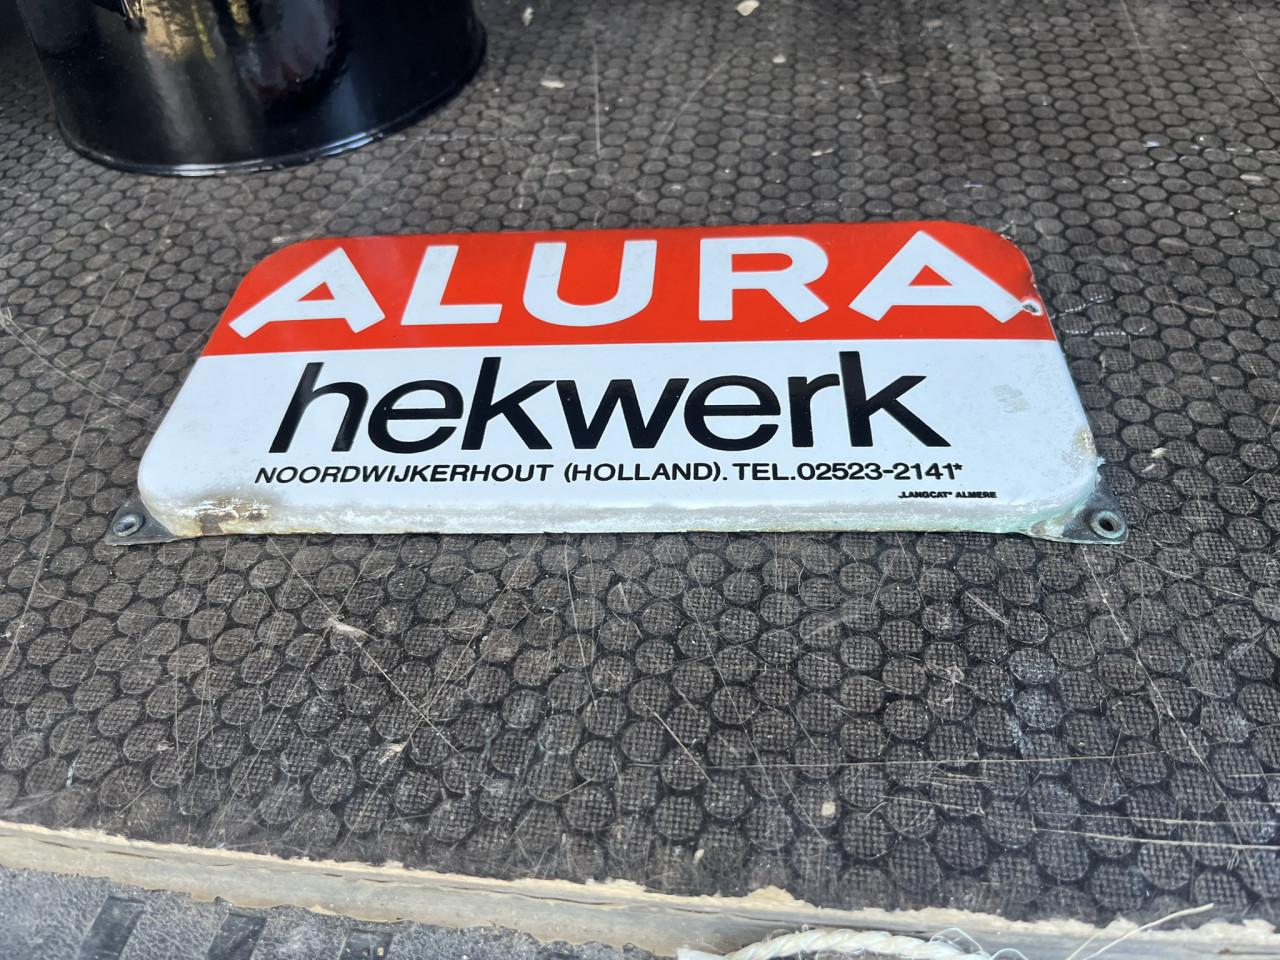 ALURA
hekwerk
NOORDWIJKERHOUT (HOLLAND). TEL.02523-2141*
„LANGCAT" ALMERE